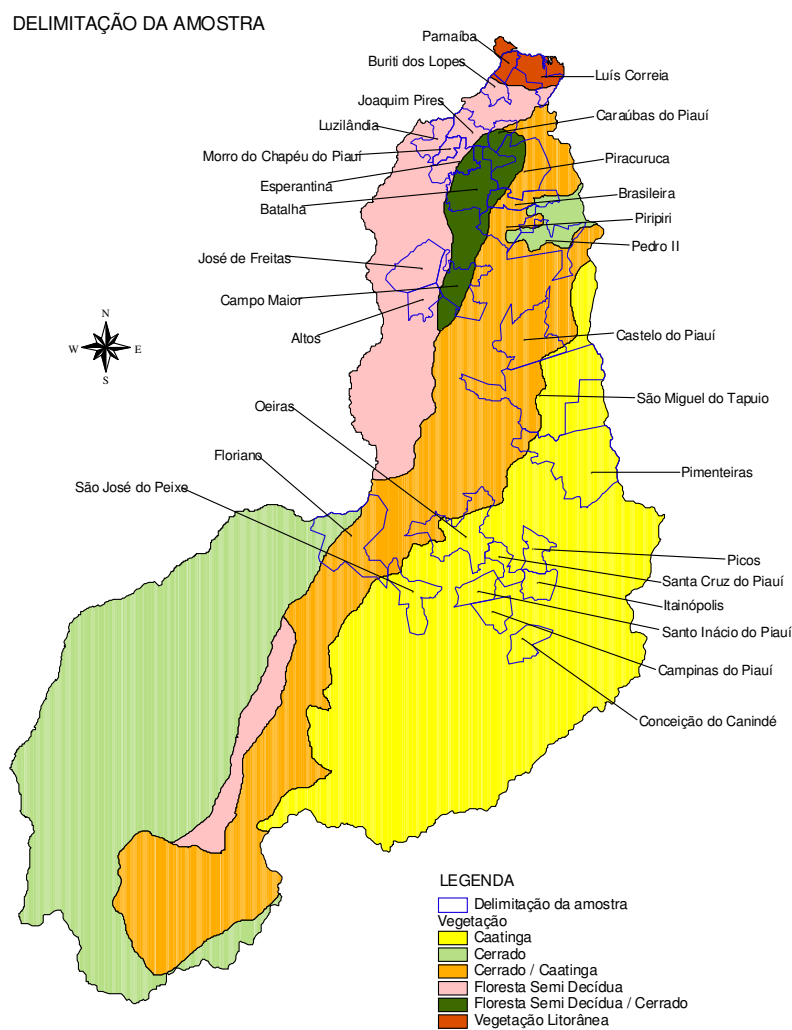 DELIMITAÇÃO DA AMOSTRA
Parnaíba
Buriti dos Lopes
Luís Correia
Joaquim Pires
Luzilândia
Caraúbas do Piauí
Morro do Chapéu do Piauí
Piracuruca
Esperantina
Brasileira
Batalha
Piripiri
Pedro II
José de Freitas
Campo Maior
Altos
Castelo do Piauí
N
W
E
S
São Miguel do Tapuio
Oeiras
Floriano
Pimenteiras
São José do Peixe
Picos
Santa Cruz do Piauí
Itainópolis
Santo Inácio do Piauí
Campinas do Piauí
Conceição do Canindé
LEGENDA
Delimitação da amostra
Vegetação
Caatinga
Cerrado
Cerrado / Caatinga
Floresta Semi Decídua
Floresta Semi Decídua / Cerrado
Vegetação Litorânea